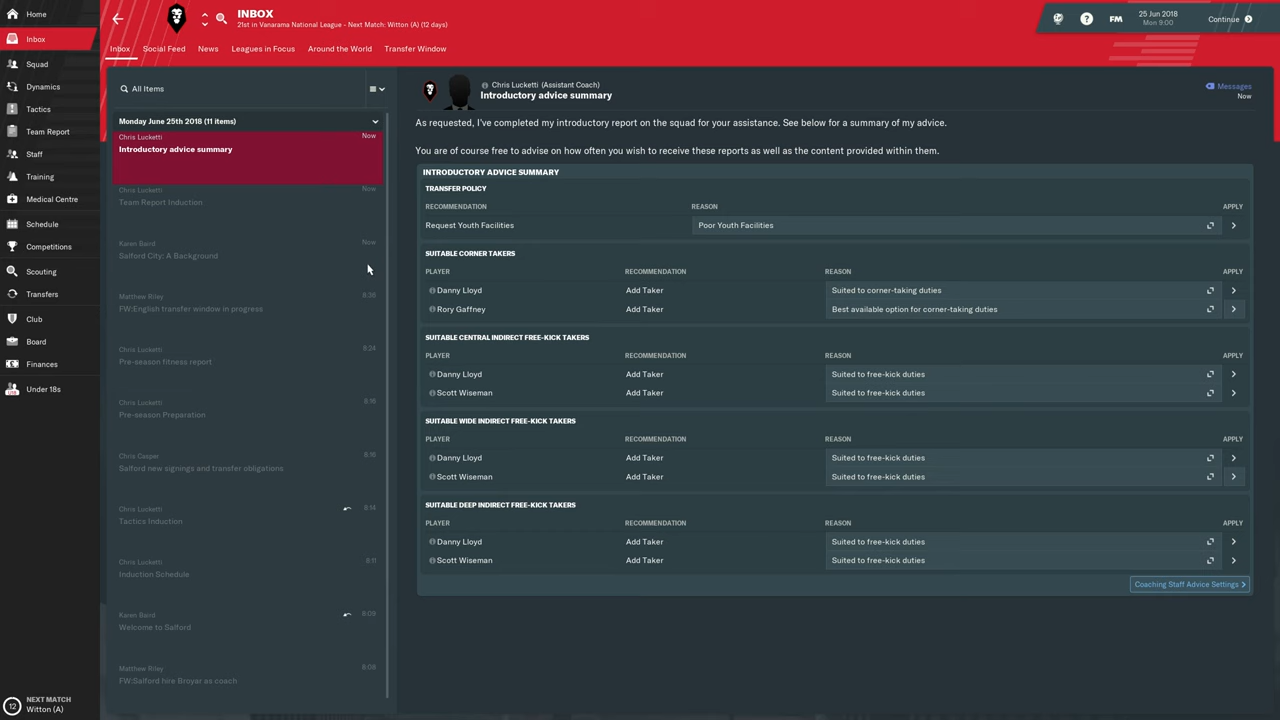 Home
Inbox
Squad
Dynamics
Tactics
Team Report
Staff
Training
Medical Centre
Schedule
Competitions
Scouting
Transfers
Club
Board
Finances
Under 18s
12
NEXT MATCH
Witton (A)
INBOX
21st in Vanarama National League - Next Match: Witton (A) (12 days)
Inbox Social Feed News Leagues in Focus Around the World Transfer Window
? FM 25 Jun 2018
Mon 9:00
Continue
All Items
Monday June 25th 2018 (11 items)
Chris Lucketti Now
Introductory advice summary
Chris Lucketti Now
Team Report Induction
Karen Baird Now
Salford City: A Background
Matthew Riley 8:36
FW:English transfer window in progress
Chris Lucketti 8:24
Pre-season fitness report
Chris Lucketti 8:16
Pre-season Preparation
Chris Casper 8:16
Salford new signings and transfer obligations
Chris Lucketti 8:14
Tactics Induction
Chris Lucketti 8:11
Induction Schedule
Karen Baird 8:09
Welcome to Salford
Matthew Riley 8:09
FW:Salford hire Broyar as coach
Chris Lucketti (Assistant Coach)
Introductory advice summary
Messages
Now
As requested, I've completed my introductory report on the squad for your assistance. See below for a summary of my advice.
You are of course free to advise on how often you wish to receive these reports as well as the content provided within them.
INTRODUCTORY ADVICE SUMMARY
TRANSFER POLICY
RECOMMENDATION REASON APPLY
Request Youth Facilities Poor Youth Facilities
SUITABLE CORNER TAKERS
PLAYER RECOMMENDATION REASON APPLY
Danny Lloyd Add Taker Suited to corner-taking duties
Rory Gaffney Add Taker Best available option for corner-taking duties
SUITABLE CENTRAL INDIRECT FREE-KICK TAKERS
PLAYER RECOMMENDATION REASON APPLY
Danny Lloyd Add Taker Suited to free-kick duties
Scott Wiseman Add Taker Suited to free-kick duties
SUITABLE WIDE INDIRECT FREE-KICK TAKERS
PLAYER RECOMMENDATION REASON APPLY
Danny Lloyd Add Taker Suited to free-kick duties
Scott Wiseman Add Taker Suited to free-kick duties
SUITABLE DEEP INDIRECT FREE-KICK TAKERS
PLAYER RECOMMENDATION REASON APPLY
Danny Lloyd Add Taker Suited to free-kick duties
Scott Wiseman Add Taker Suited to free-kick duties
Coaching Staff Advice Settings